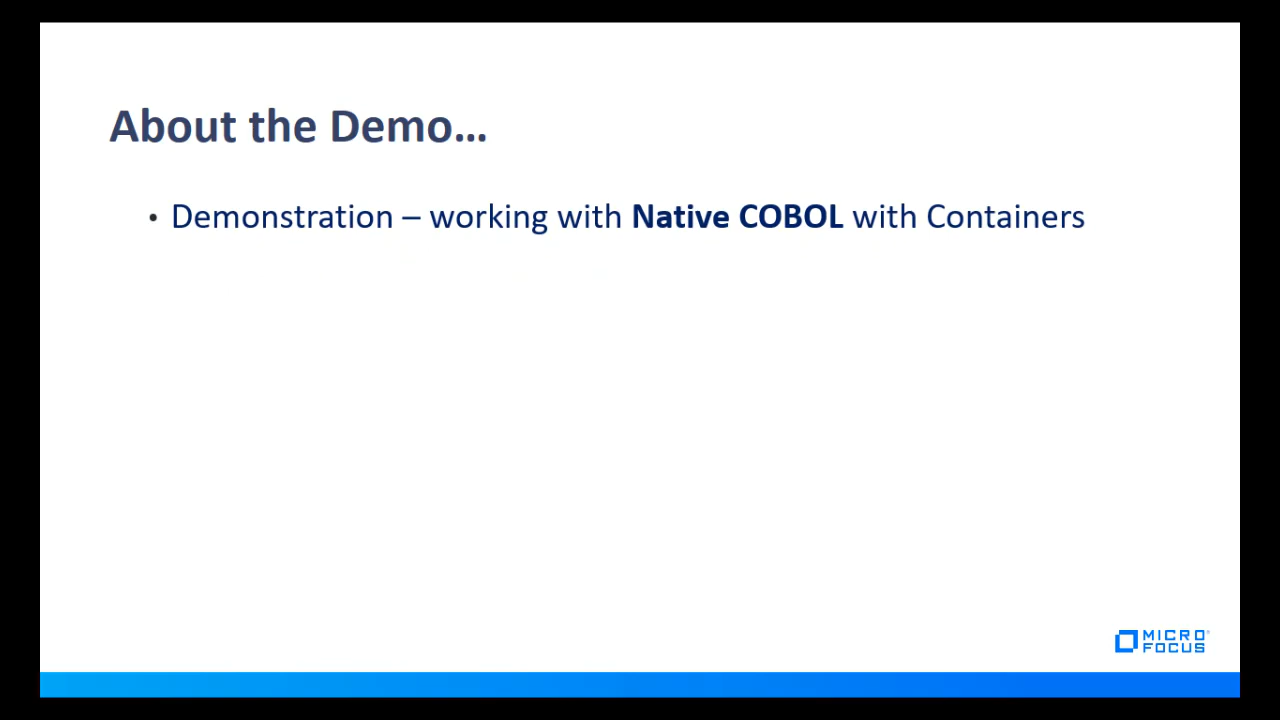 About the Demo...
• Demonstration – working with Native COBOL with Containers
MICRO
FOCUS